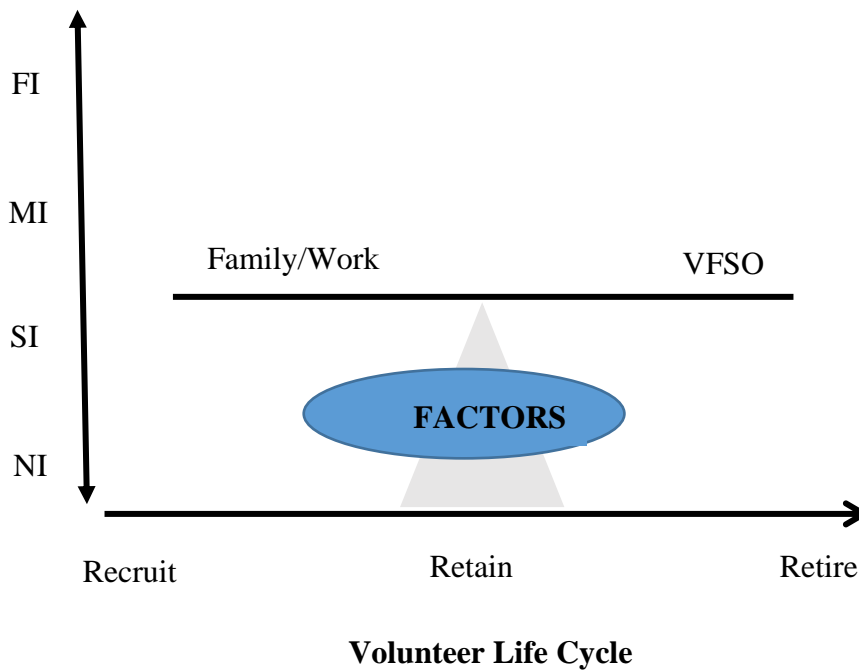 FI
MI
Family/Work VFSO
SI
FACTORS
NI
Recruit Retain Retire
Volunteer Life Cycle